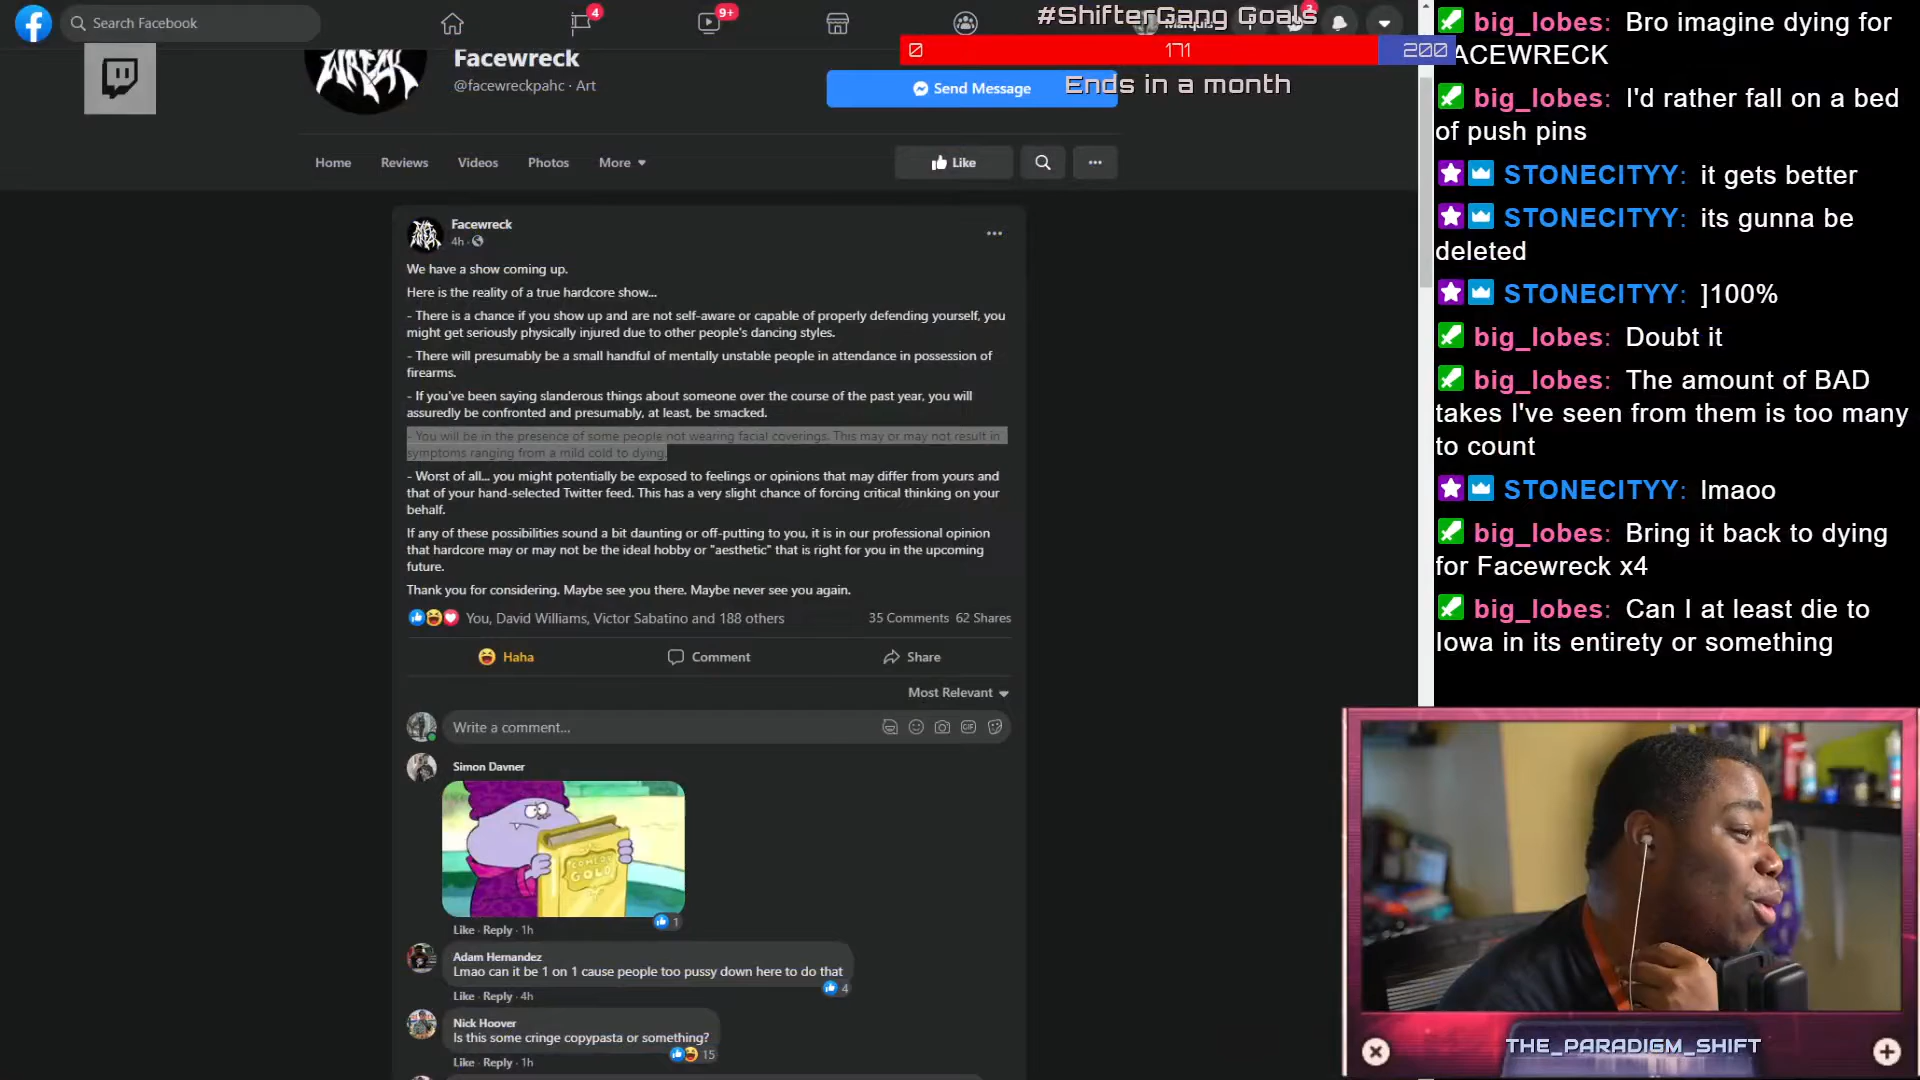 Search Facebook
4
9+
#ShifterGang Goals
0 171 200
Ends in a month
Facewreck
@facewreckpahc · Art
Send Message
Home Reviews Videos Photos More
Like
Facewreck
4h ·
We have a show coming up.
Here is the reality of a true hardcore show...
- There is a chance if you show up and are not self-aware or capable of properly defending yourself, you
might get seriously physically injured due to other people's dancing styles.
- There will presumably be a small handful of mentally unstable people in attendance in possession of
firearms.
- If you've been saying slanderous things about someone over the course of the past year, you will
assuredly be confronted and presumably, at least, be smacked.
- You will be in the presence of some people not wearing facial coverings. This may or may not result in
symptoms ranging from a mild cold to dying.
- Worst of all... you might potentially be exposed to feelings or opinions that may differ from yours and
that of your hand-selected Twitter feed. This has a very slight chance of forcing critical thinking on your
behalf.
If any of these possibilities sound a bit daunting or off-putting to you, it is in our professional opinion
that hardcore may or may not be the ideal hobby or "aesthetic" that is right for you in the upcoming
future.
Thank you for considering. Maybe see you there. Maybe never see you again.
You, David Williams, Victor Sabatino and 188 others 35 Comments 62 Shares
Haha Comment Share
Most Relevant
Write a comment...
GIF
Simon Davner
COMEDY
GOLD
1
Like · Reply · 1h
Adam Hernandez
Lmao can it be 1 on 1 cause people too pussy down here to do that
4
Like · Reply · 4h
Nick Hoover
Is this some cringe copypasta or something?
15
Like · Reply · 1h
big_lobes: Bro imagine dying for
ACEWRECK
big_lobes: I'd rather fall on a bed
of push pins
STONECITYY: it gets better
STONECITYY: its gunna be
deleted
STONECITYY: ]100%
big_lobes: Doubt it
big_lobes: The amount of BAD
takes I've seen from them is too many
to count
STONECITYY: lmaoo
big_lobes: Bring it back to dying
for Facewreck x4
big_lobes: Can I at least die to
Iowa in its entirety or something
THE_PARADIGM_SHIFT